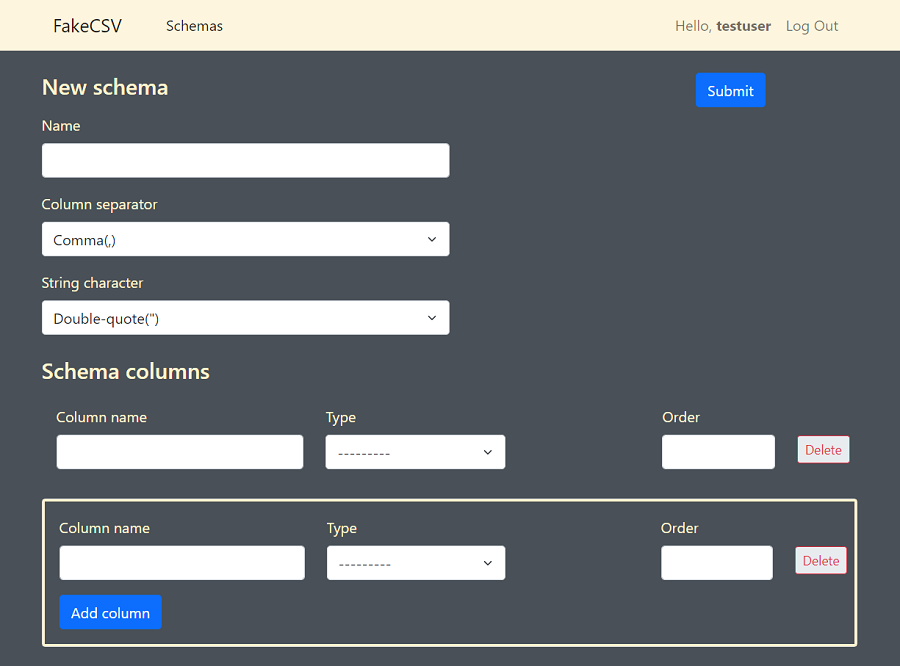 FakeCSV Schemas Hello, testuser Log Out
New schema Submit
Name
Column separator
Comma(,)
String character
Double-quote(")
Schema columns
Column name Type Order
--------- Delete
Column name Type Order
--------- Delete
Add column